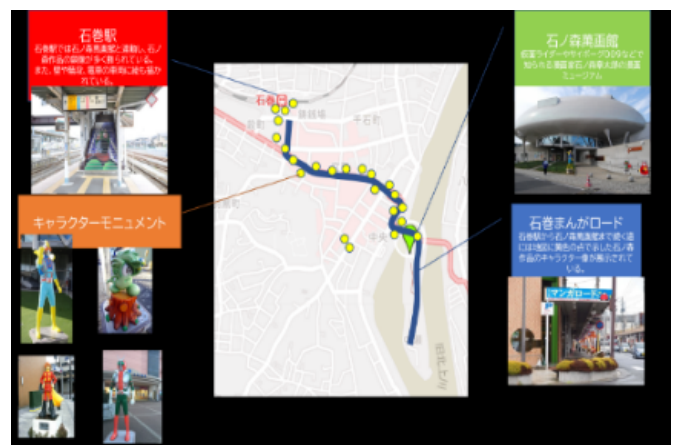 石巻駅
石巻駅では石ノ森萬画館と連動し、石ノ
森作品の銅像が多く飾られている。
また、壁や階段、電車の車両に絵も描か
れている。
石ノ森萬画館
仮面ライダーやサイボーグ009などで
知られる漫画家石ノ森章太郎の漫画
ミュージアム
キャラクターモニュメント
石巻まんがロード
石巻駅から石ノ森萬画館まで続く道
には地図に黄色の点で示した石ノ森
作品のキャラクター像が展示されて
いる。
石巻
中央
マンガロード